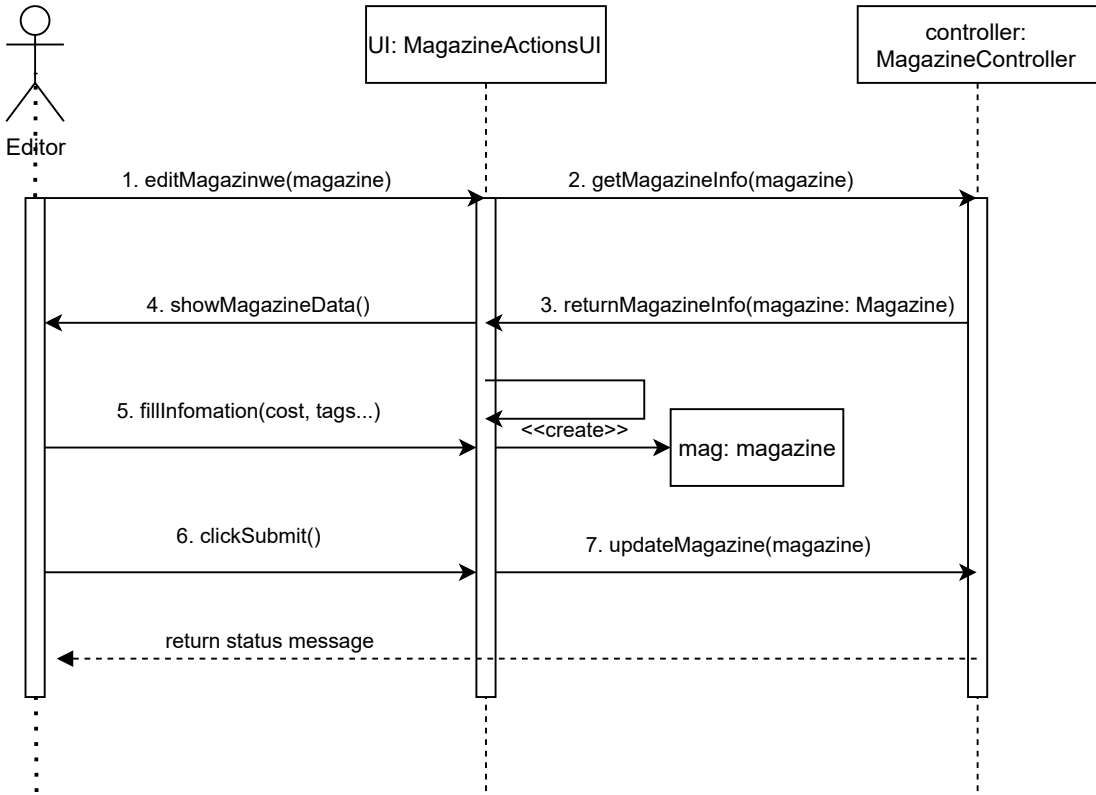 UI: MagazineActionsUI
controller:
MagazineController
Editor
1. editMagazinwe(magazine)
2. getMagazineInfo(magazine)
4. showMagazineData()
3. returnMagazineInfo(magazine: Magazine)
5. fillInfomation(cost, tags...)
<<create>>
mag: magazine
6. clickSubmit()
7. updateMagazine(magazine)
return status message